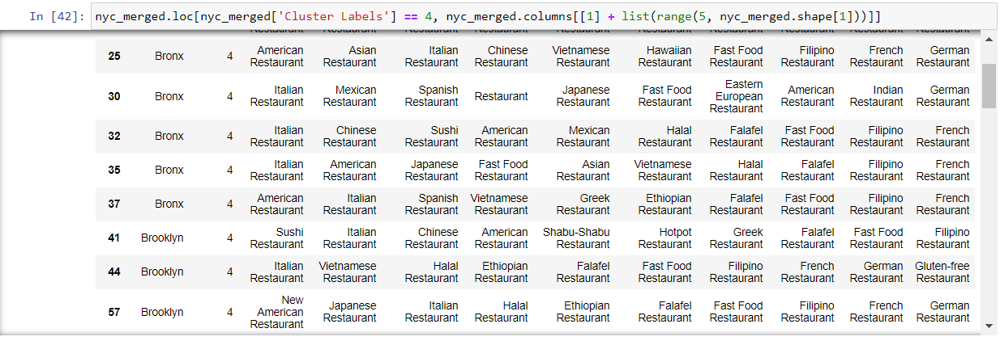 In [42]: nyc_merged.loc[nyc_merged['Cluster Labels'] == 4, nyc_merged.columns[[1] + list(range(5, nyc_merged.shape[1]))]]
25 Bronx 4 American Restaurant Asian Restaurant Italian Restaurant Chinese Restaurant Vietnamese Restaurant Hawaiian Restaurant Fast Food Restaurant Filipino Restaurant French Restaurant German Restaurant
30 Bronx 4 Italian Restaurant Mexican Restaurant Spanish Restaurant Restaurant Japanese Restaurant Fast Food Restaurant Eastern European Restaurant American Restaurant Indian Restaurant German Restaurant
32 Bronx 4 Italian Restaurant Chinese Restaurant Sushi Restaurant American Restaurant Mexican Restaurant Halal Restaurant Falafel Restaurant Fast Food Restaurant Filipino Restaurant French Restaurant
35 Bronx 4 Italian Restaurant American Restaurant Japanese Restaurant Fast Food Restaurant Asian Restaurant Vietnamese Restaurant Halal Restaurant Falafel Restaurant Filipino Restaurant French Restaurant
37 Bronx 4 American Restaurant Italian Restaurant Spanish Restaurant Vietnamese Restaurant Greek Restaurant Ethiopian Restaurant Falafel Restaurant Fast Food Restaurant Filipino Restaurant French Restaurant
41 Brooklyn 4 Sushi Restaurant Italian Restaurant Chinese Restaurant American Restaurant Shabu-Shabu Restaurant Hotpot Restaurant Greek Restaurant Falafel Restaurant Fast Food Restaurant Filipino Restaurant
44 Brooklyn 4 Italian Restaurant Vietnamese Restaurant Halal Restaurant Ethiopian Restaurant Falafel Restaurant Fast Food Restaurant Filipino Restaurant French Restaurant German Restaurant Gluten-free Restaurant
57 Brooklyn 4 New American Restaurant Japanese Restaurant Italian Restaurant Halal Restaurant Ethiopian Restaurant Falafel Restaurant Fast Food Restaurant Filipino Restaurant French Restaurant German Restaurant